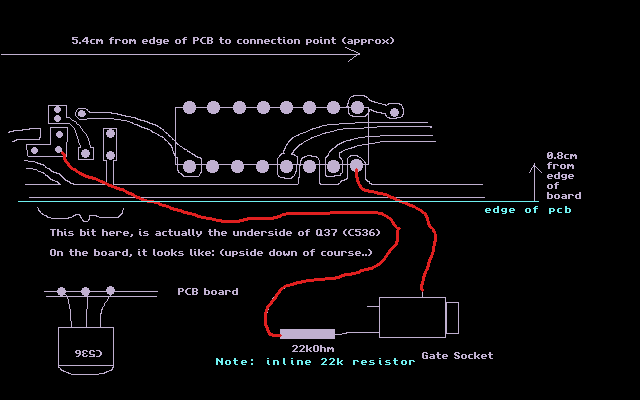 5.4cm from edge of PCB to connection point (approx)
0.8cm
from
edge
of
board
edge of pcb
This bit here, is actually the underside of Q37 (C536)
On the board, it looks like: (upside down of course..)
PCB board
C536
22kOhm
Gate Socket
Note: inline 22k resistor